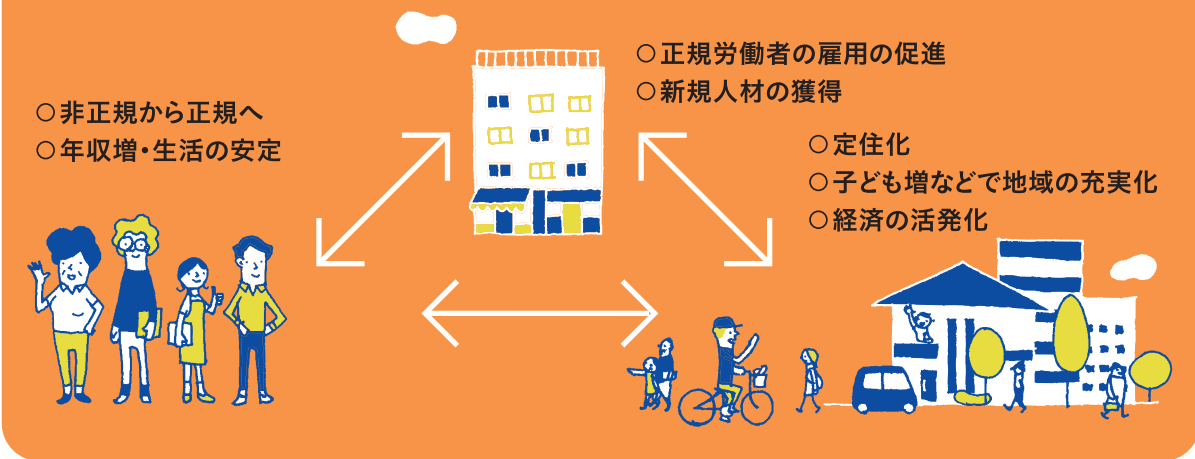 ○正規労働者の雇用の促進
○新規人材の獲得
○非正規から正規へ
○年収増・生活の安定
○定住化
○子ども増などで地域の充実化
○経済の活発化